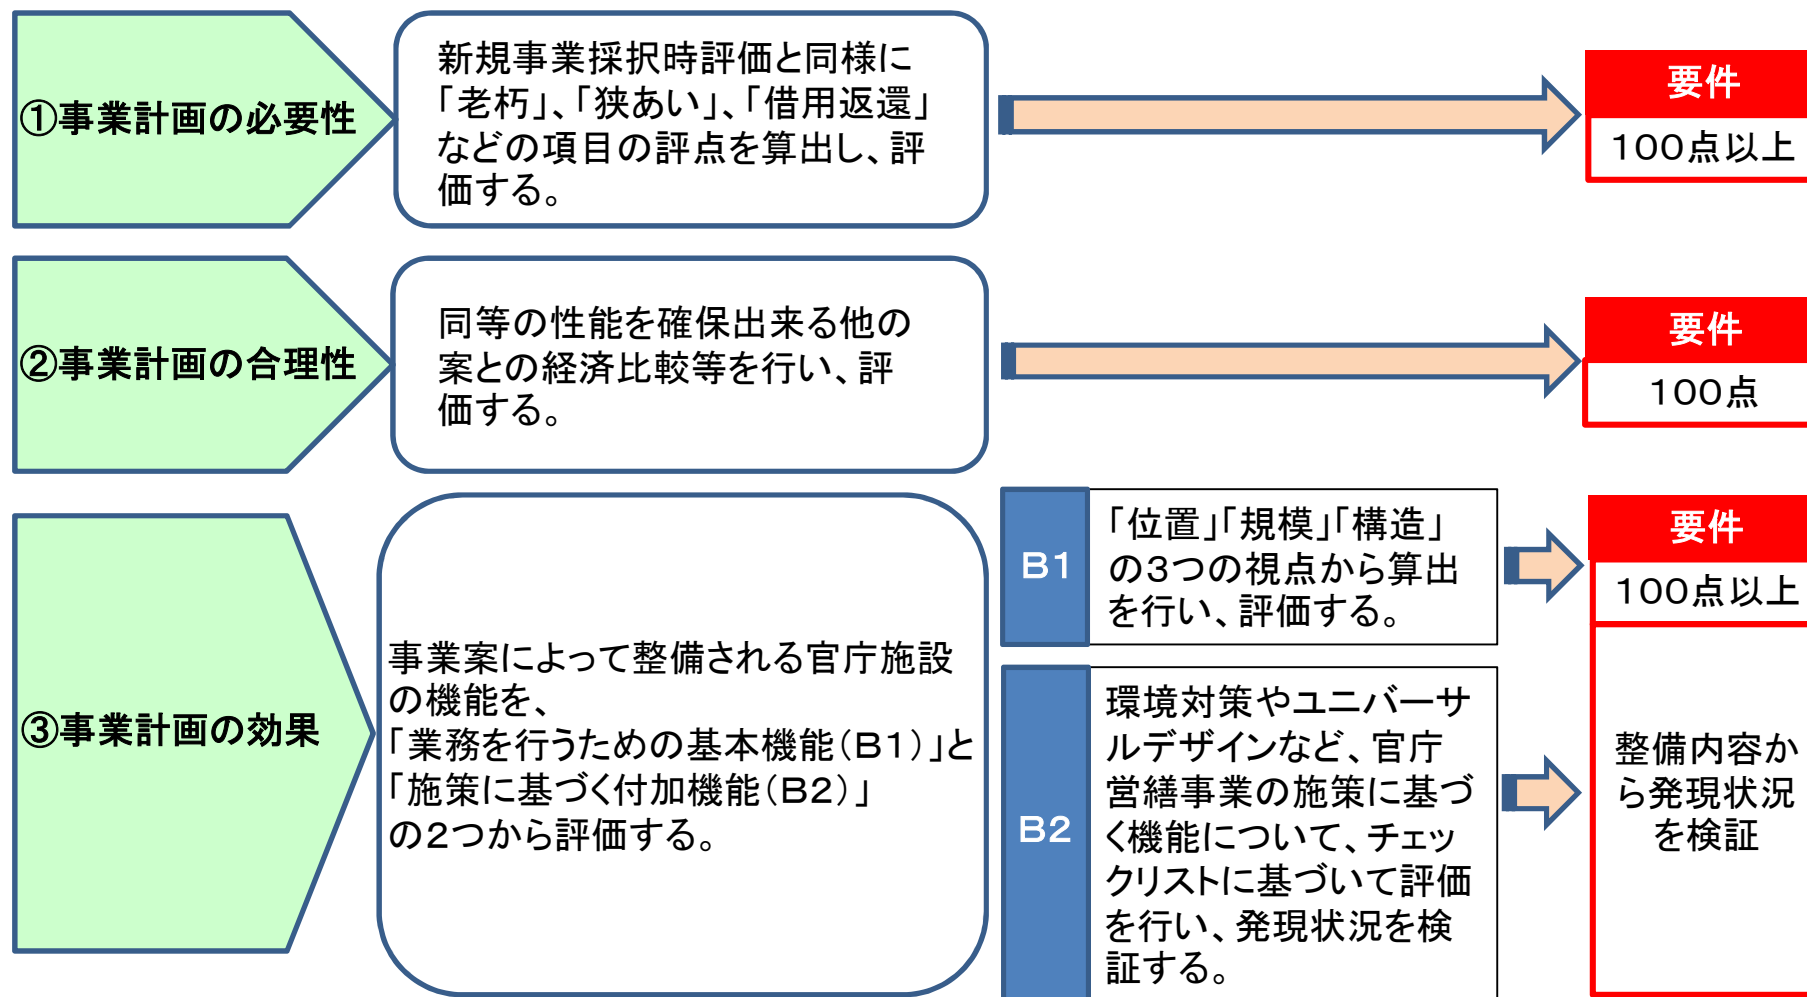 ①事業計画の必要性
新規事業採択時評価と同様に
「老朽」、「狭あい」、「借用返還」
などの項目の評点を算出し、評
価する。
要件
100点以上
②事業計画の合理性
同等の性能を確保出来る他の
案との経済比較等を行い、評
価する。
要件
100点
③事業計画の効果
事業案によって整備される官庁施設
の機能を、
「業務を行うための基本機能(B1)」と
「施策に基づく付加機能(B2)」
の2つから評価する。
B1
「位置」「規模」「構造」
の3つの視点から算出
を行い、評価する。
要件
100点以上
B2
環境対策やユニバーサ
ルデザインなど、官庁
営繕事業の施策に基づ
く機能について、チェッ
クリストに基づいて評価
を行い、発現状況を検
証する。
整備内容か
ら発現状況
を検証